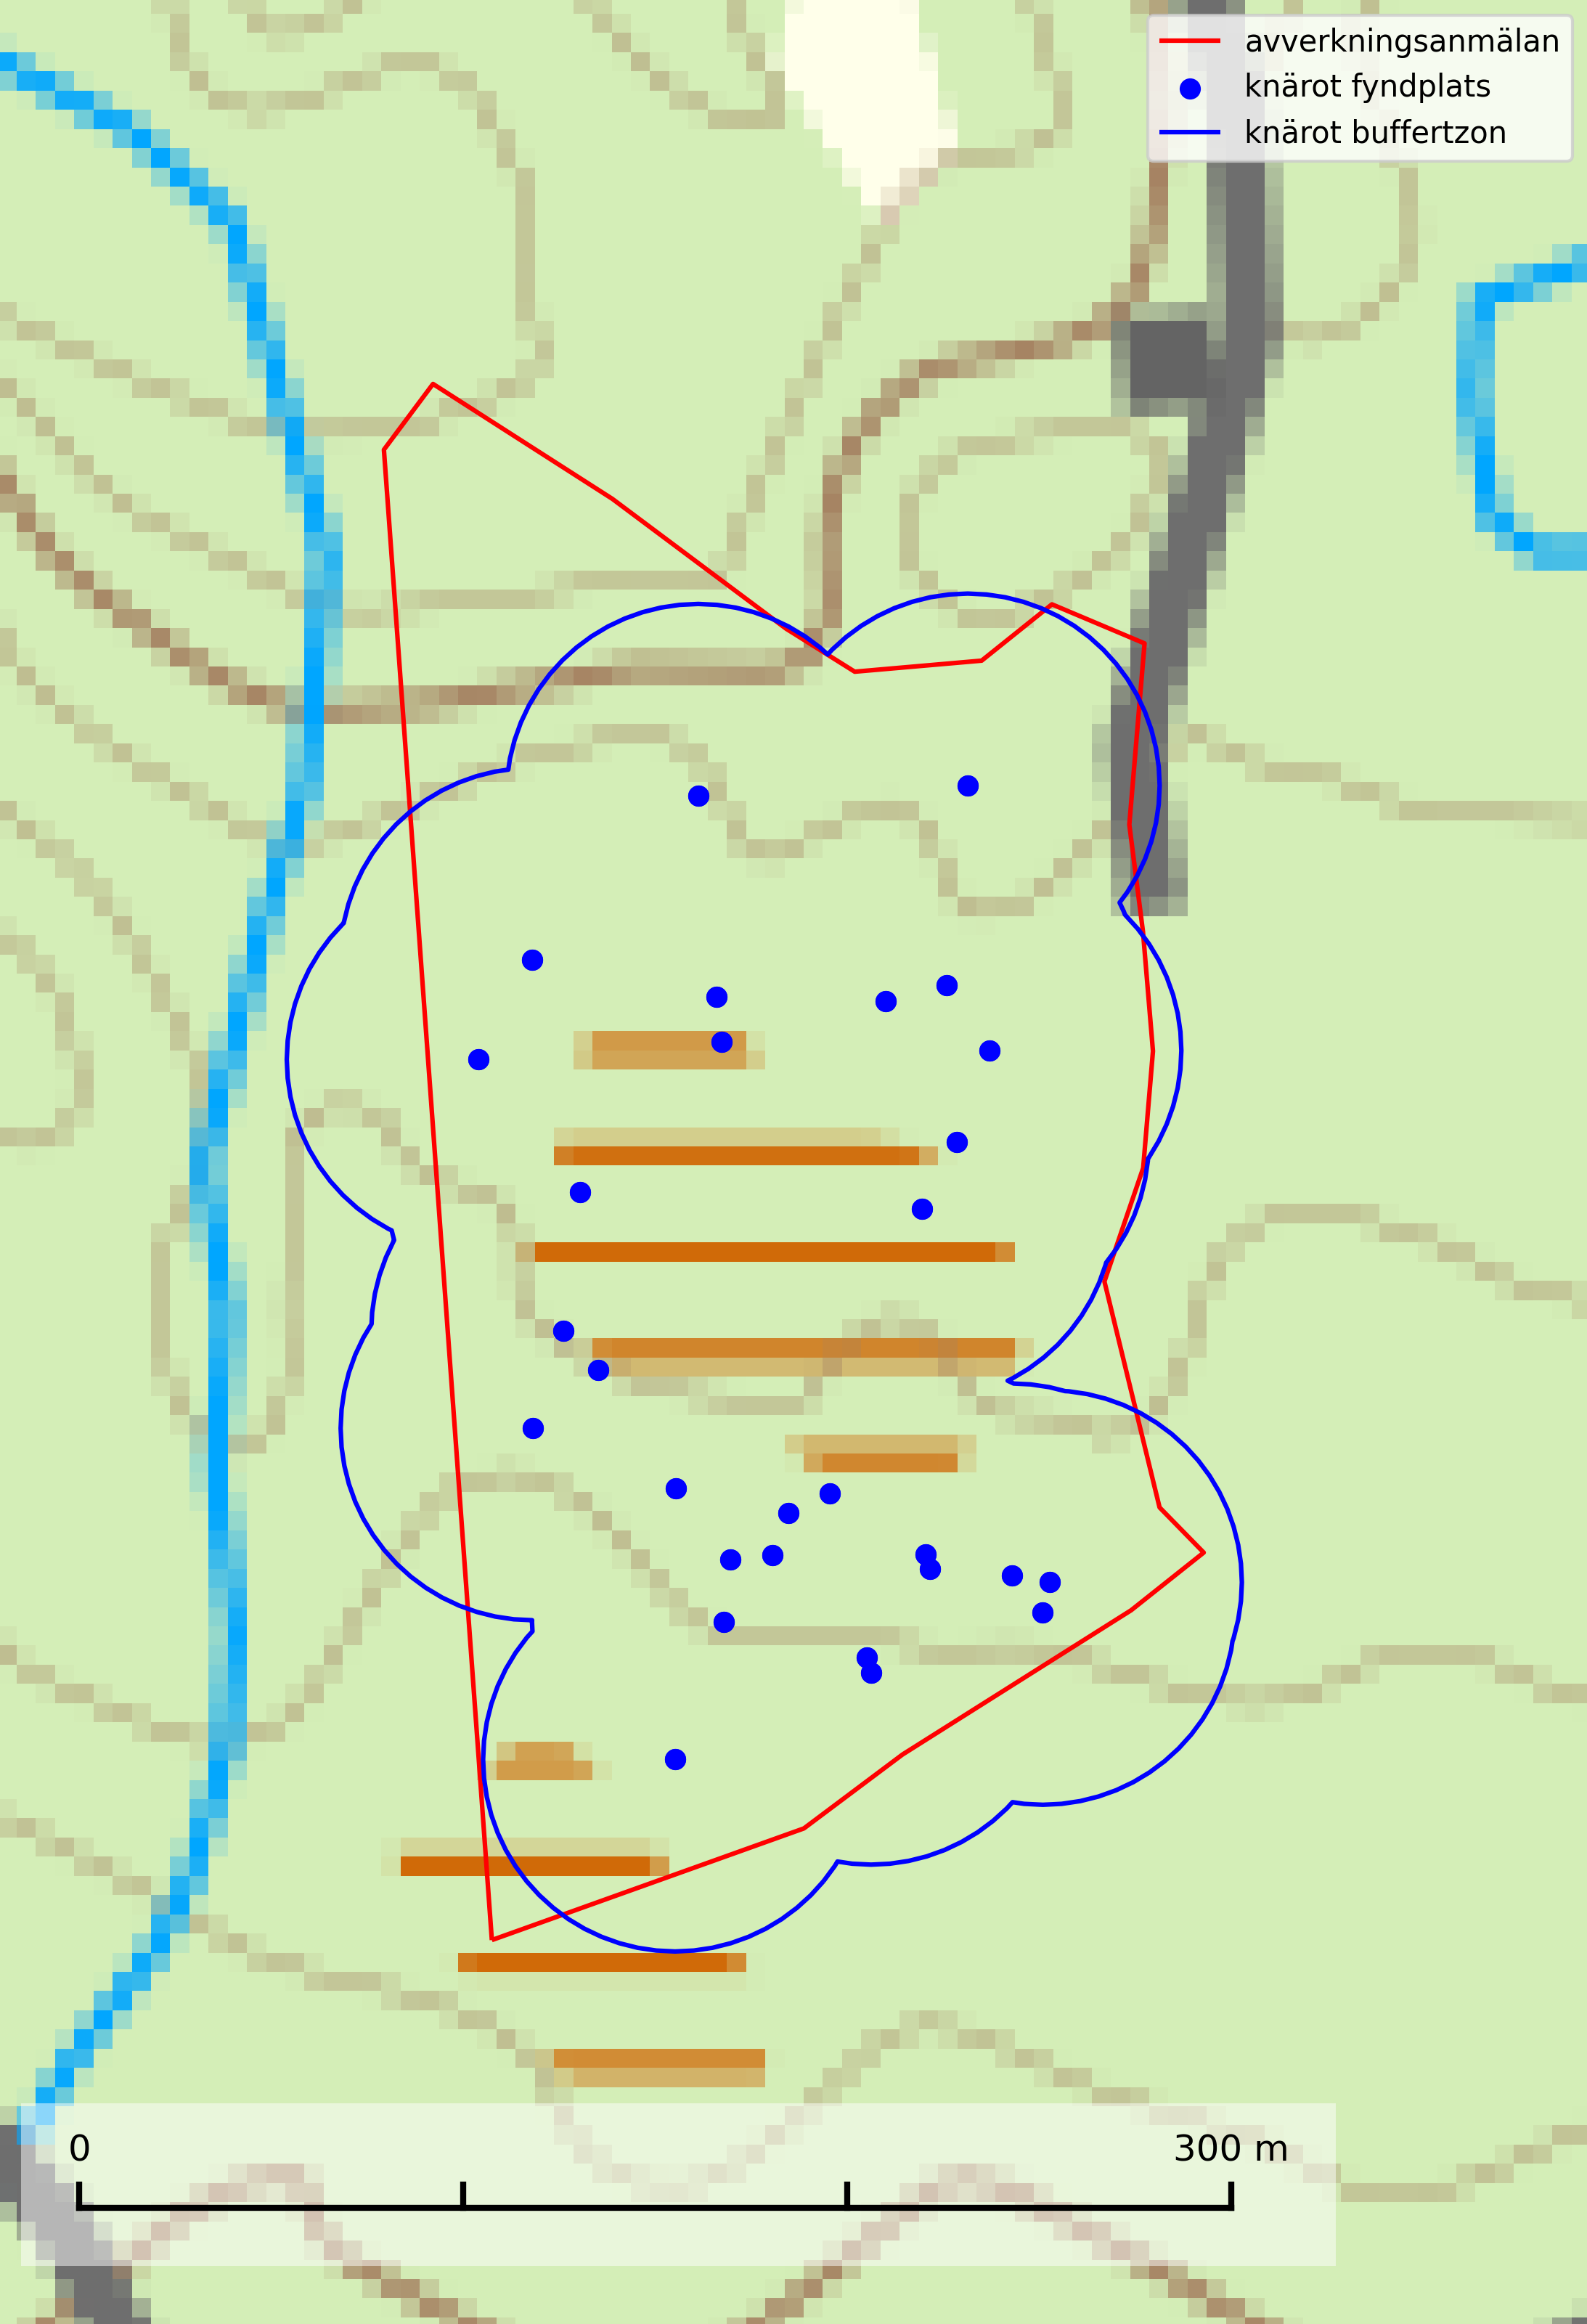 avverkningsanmälan
knärot fyndplats
knärot buffertzon
0 300 m